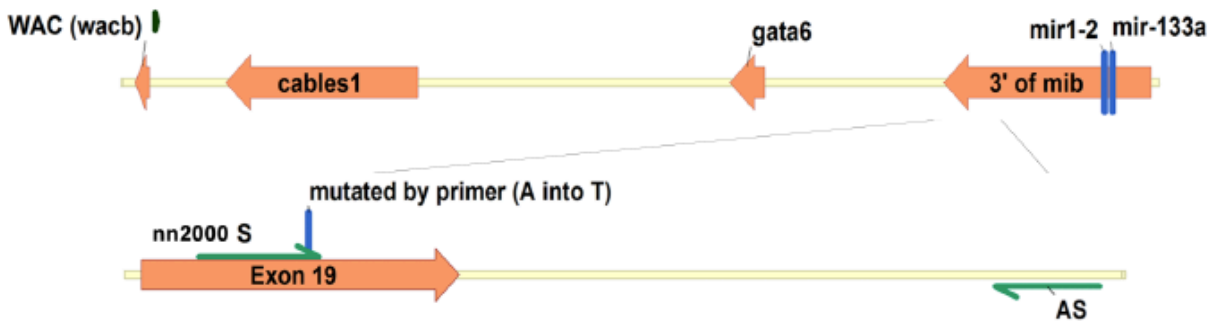 WAC (wacb)
cables1
gata6
mir1-2
mir-133a
3' of mib
mutated by primer (A into T)
nn2000 S
Exon 19
AS